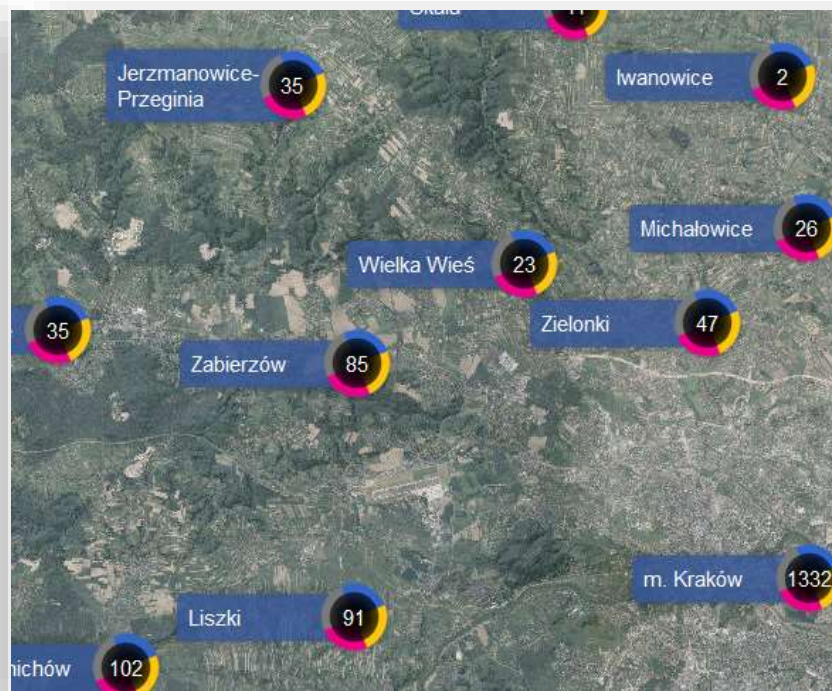 Jerzmanowice-
Przeginia
35
Iwanowice
2
Michałowice
26
Wielka Wieś
23
Zielonki
47
35
Zabierzów
85
m. Kraków
1332
Liszki
91
nichów
102